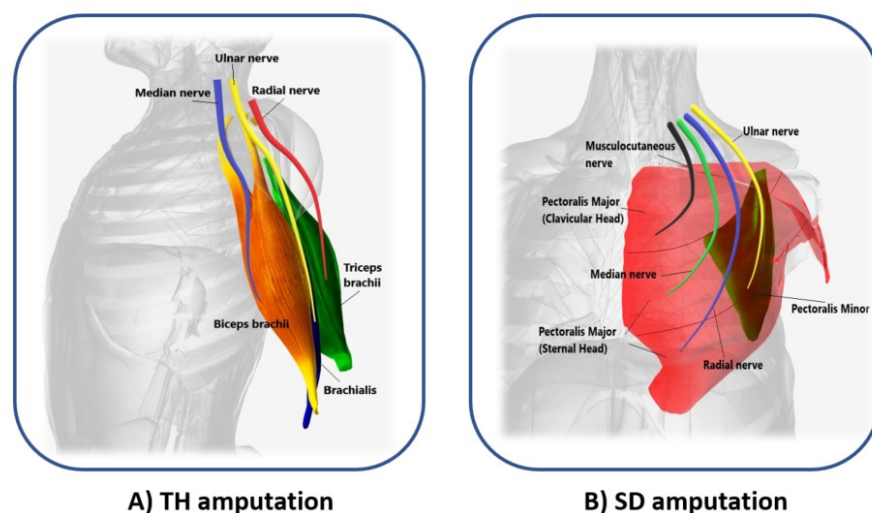 Ulnar nerve
Median nerve
Radial nerve
Triceps
brachii
Biceps brachii
Brachialis
A) TH amputation
Ulnar nerve
Musculocutaneous
nerve
Pectoralis Major
(Clavicular Head)
Median nerve
Pectoralis Minor
Pectoralis Major
(Sternal Head)
Radial nerve
B) SD amputation